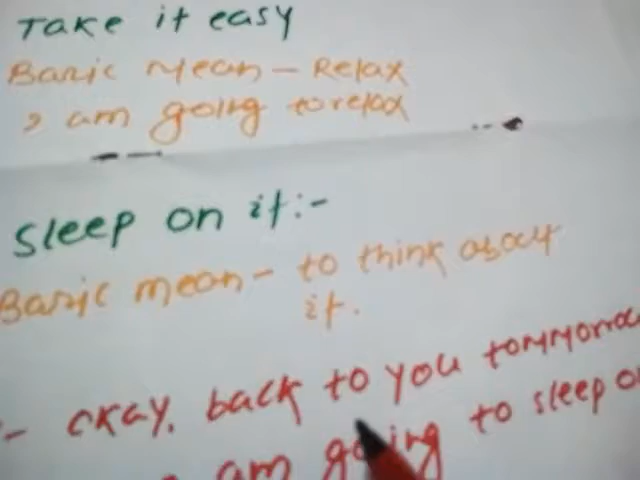 Take it easy
Basic Mean - Relax
I am going to relax
Sleep on it:-
Basic mean - to think about
it.
:- okay. back to you tommorow
am going to sleep on